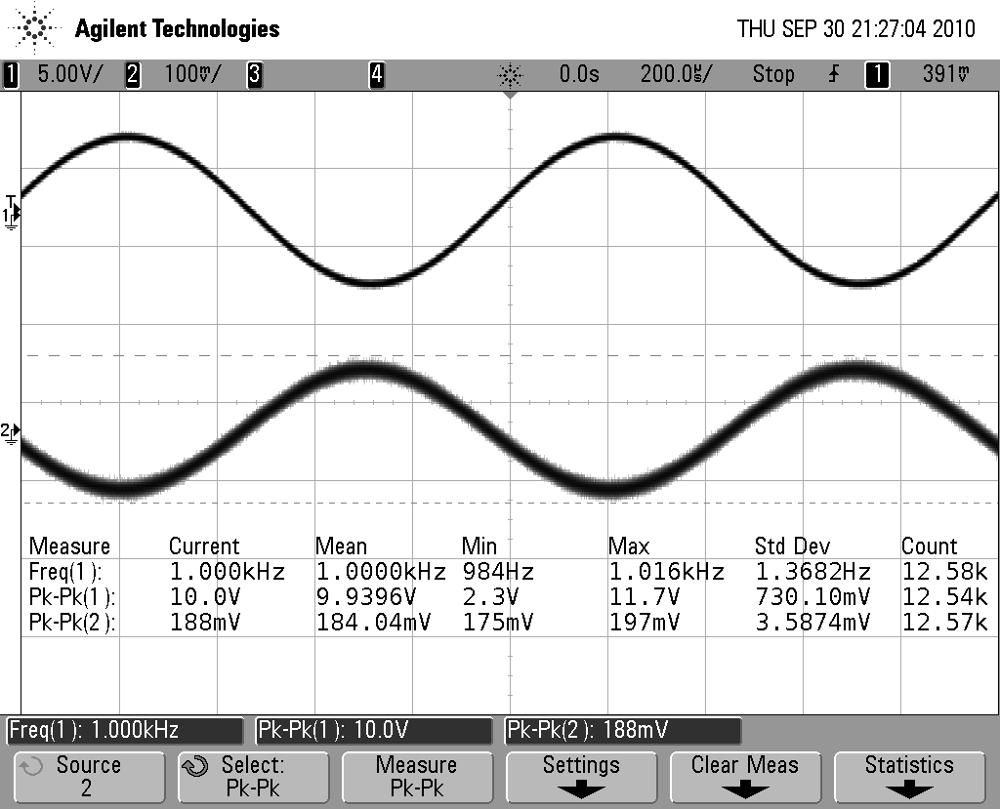 Agilent Technologies THU SEP 30 21:27:04 2010
1 5.00V/ 2 100mV/ 3 4 0.0s 200.0µs/ Stop 1 391mV
T
1
2
Measure Current Mean Min Max Std Dev Count
Freq(1): 1.000kHz 1.0000kHz 984Hz 1.016kHz 1.3682Hz 12.58k
Pk-Pk(1): 10.0V 9.9396V 2.3V 11.7V 730.10mV 12.54k
Pk-Pk(2): 188mV 184.04mV 175mV 197mV 3.5874mV 12.57k
Freq(1): 1.000kHz Pk-Pk(1): 10.0V Pk-Pk(2): 188mV
Source Select: Measure Settings Clear Meas Statistics
2 Pk-Pk Pk-Pk